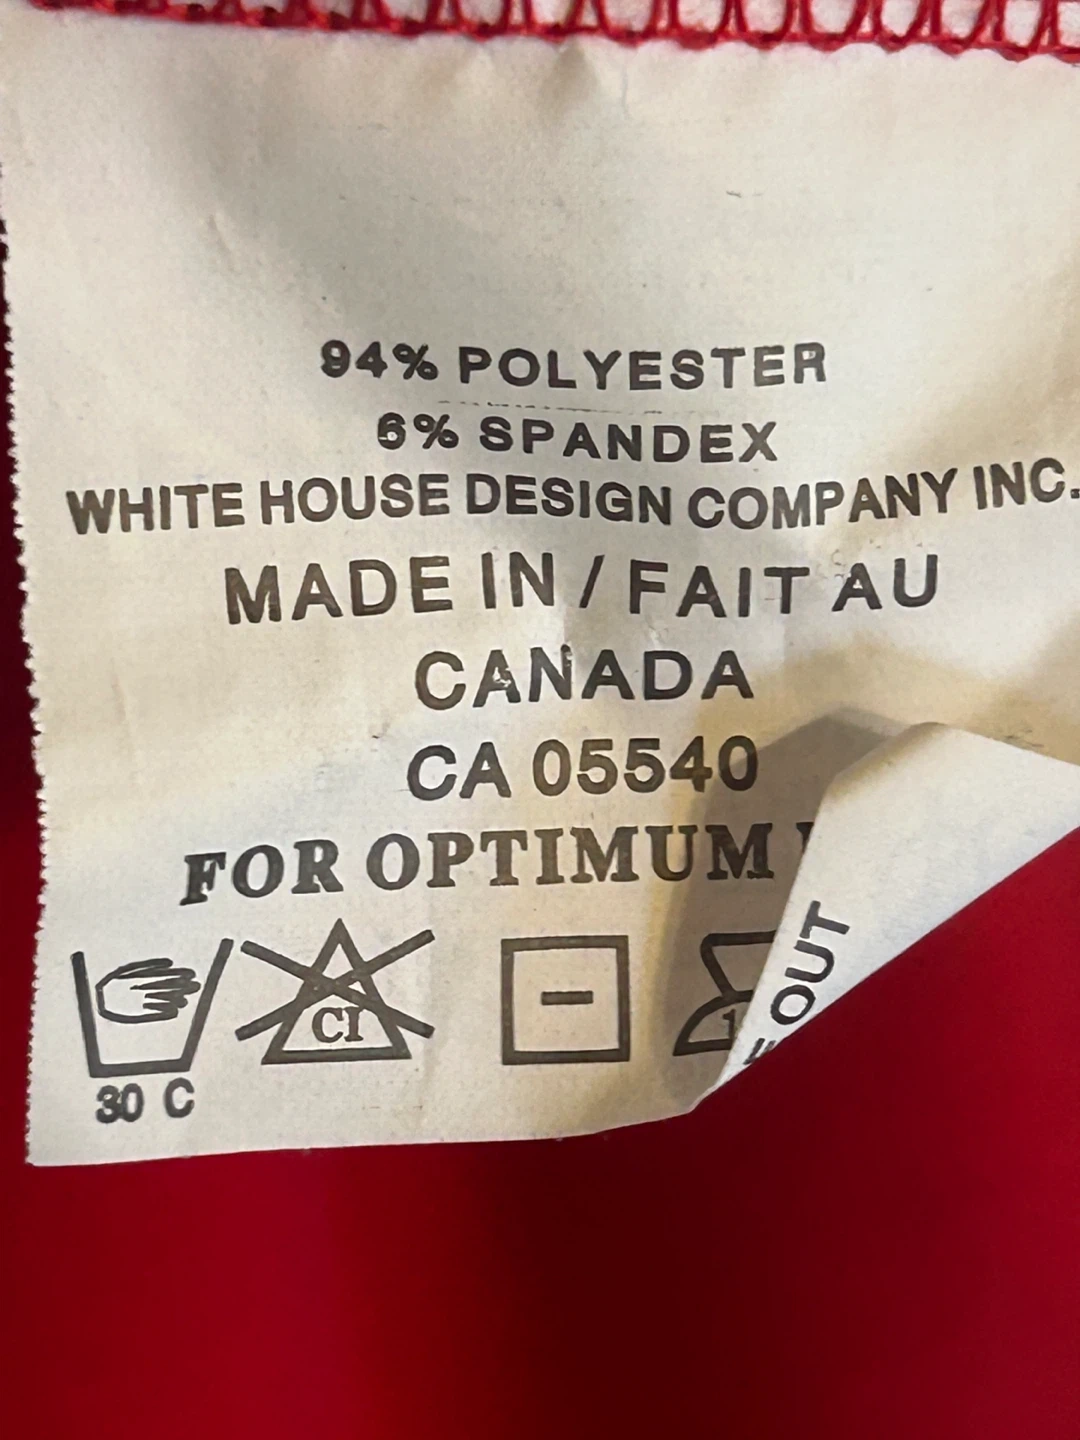 94% POLYESTER
6% SPANDEX
WHITE HOUSE DESIGN COMPANY INC.
MADE IN / FAIT AU
CANADA
CA 05540
FOR OPTIMUM
CI
30 C
OUT